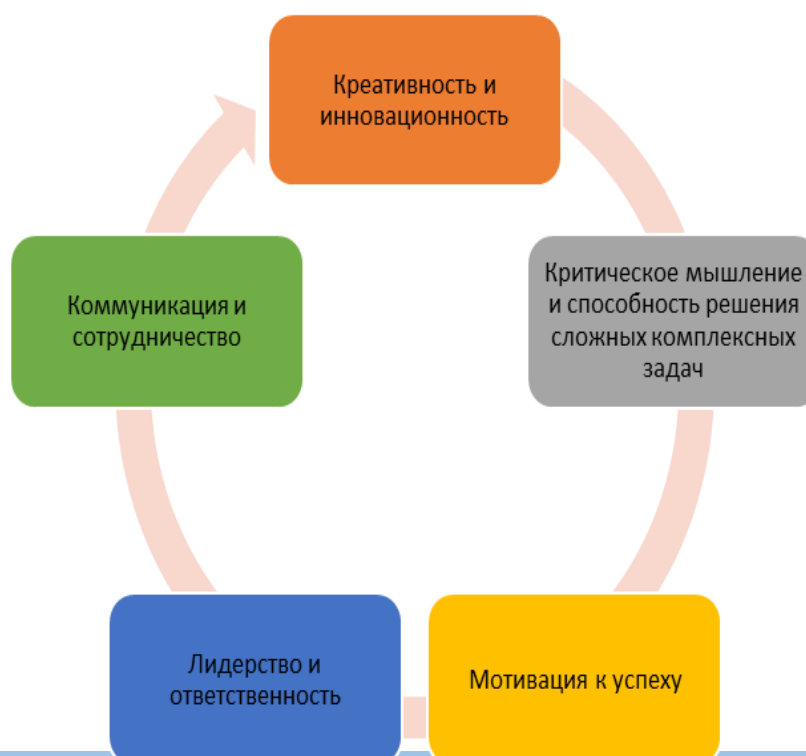 Креативность и
инновационность
Критическое мышление
и способность решения
сложных комплексных
задач
Мотивация к успеху
Лидерство и
ответственность
Коммуникация и
сотрудничество